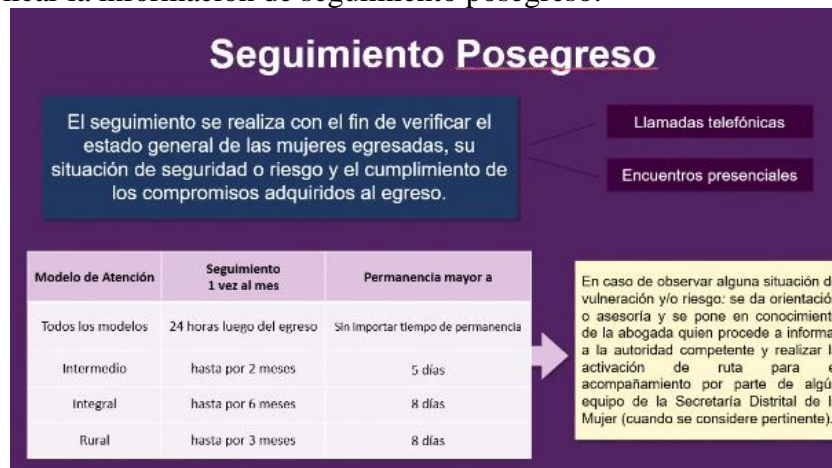 ficar la información de seguimiento posegreso:
Seguimiento Posegreso
El seguimiento se realiza con el fin de verificar el
estado general de las mujeres egresadas, su
situación de seguridad o riesgo y el cumplimiento de
los compromisos adquiridos al egreso.
Llamadas telefónicas
Encuentros presenciales
Modelo de Atención
Seguimiento
1 vez al mes
Permanencia mayor a
Todos los modelos
24 horas luego del egreso
Sin importar tiempo de permanencia
Intermedio
hasta por 2 meses
5 días
Integral
hasta por 6 meses
8 días
Rural
hasta por 3 meses
8 días
En caso de observar alguna situación d
vulneración y/o riesgo: se da orientació
o asesoría y se pone en conocimient
de la abogada quien procede a informa
a la autoridad competente y realizar l
activación de ruta para e
acompañamiento por parte de algú
equipo de la Secretaría Distrital de l
Mujer (cuando se considere pertinente).